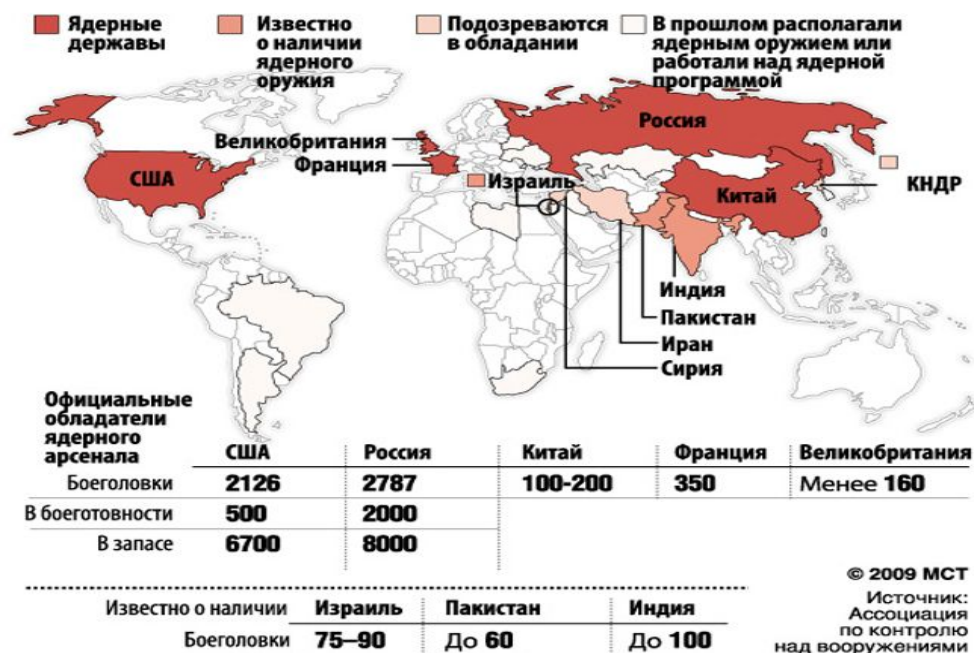 Ядерные
державы
Известно
о наличии
ядерного
оружия
Подозреваются
в обладании
В прошлом располагали
ядерным оружием или
работали над ядерной
программой
Великобритания
Франция
США
Израиль
Россия
Китай
КНДР
Индия
Пакистан
Иран
Сирия
Официальные
обладатели
ядерного
арсенала
США Россия Китай Франция Великобритания
Боеголовки 2126 2787 100-200 350 Менее 160
В боеготовности 500 2000
В запасе 6700 8000
Известно о наличии Израиль Пакистан Индия
Боеголовки 75–90 До 60 До 100
© 2009 МСТ
Источник:
Ассоциация
по контролю
над вооружениями